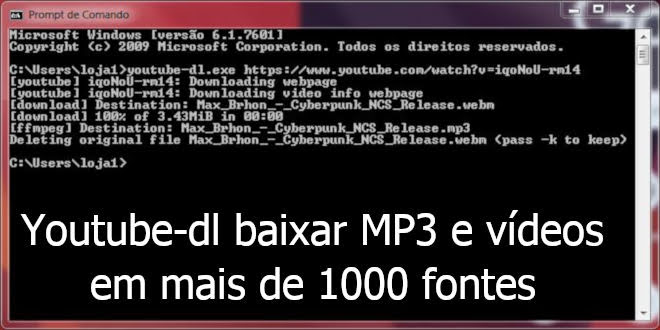 Prompt de Comando
Microsoft Windows [versão 6.1.7601]
Copyright (c) 2009 Microsoft Corporation. Todos os direitos reservados.
C:\Users\loja1>youtube-dl.exe https://www.youtube.com/watch?v=iqoNoU-rm14
[youtube] iqoNoU-rm14: Downloading webpage
[youtube] iqoNoU-rm14: Downloading video info webpage
[download] Destination: Max_Brhon_-_Cyberpunk_NCS_Release.webm
[download] 100% of 3.43MiB in 00:00
[ffmpeg] Destination: Max_Brhon_-_Cyberpunk_NCS_Release.mp3
Deleting original file Max_Brhon_-_Cyberpunk_NCS_Release.webm (pass -k to keep)
C:\Users\loja1>
Youtube-dl baixar MP3 e vídeos
em mais de 1000 fontes